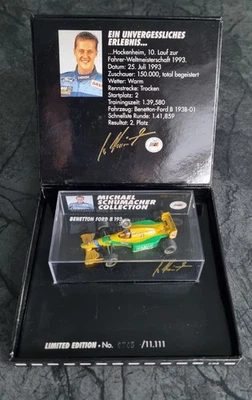 EIN UNVERGESSLICHES
ERLEBNIS...
...Hockenheim, 10. Lauf zur
Fahrer-Weltmeisterschaft 1993.
Datum: 25. Juli 1993
Zuschauer: 150.000, total begeistert
Wetter: Warm
Rennstrecke: Trocken
Startplatz: 2
Trainingszeit: 1.39,580
Fahrzeug: Benetton-Ford B 193B-01
Schnellste Runde: 1.41,859
Resultat: 2. Platz
MICHAEL
SCHUMACHER
COLLECTION
BENETTON FORD B 193
LIMITED EDITION - No.
/11.111